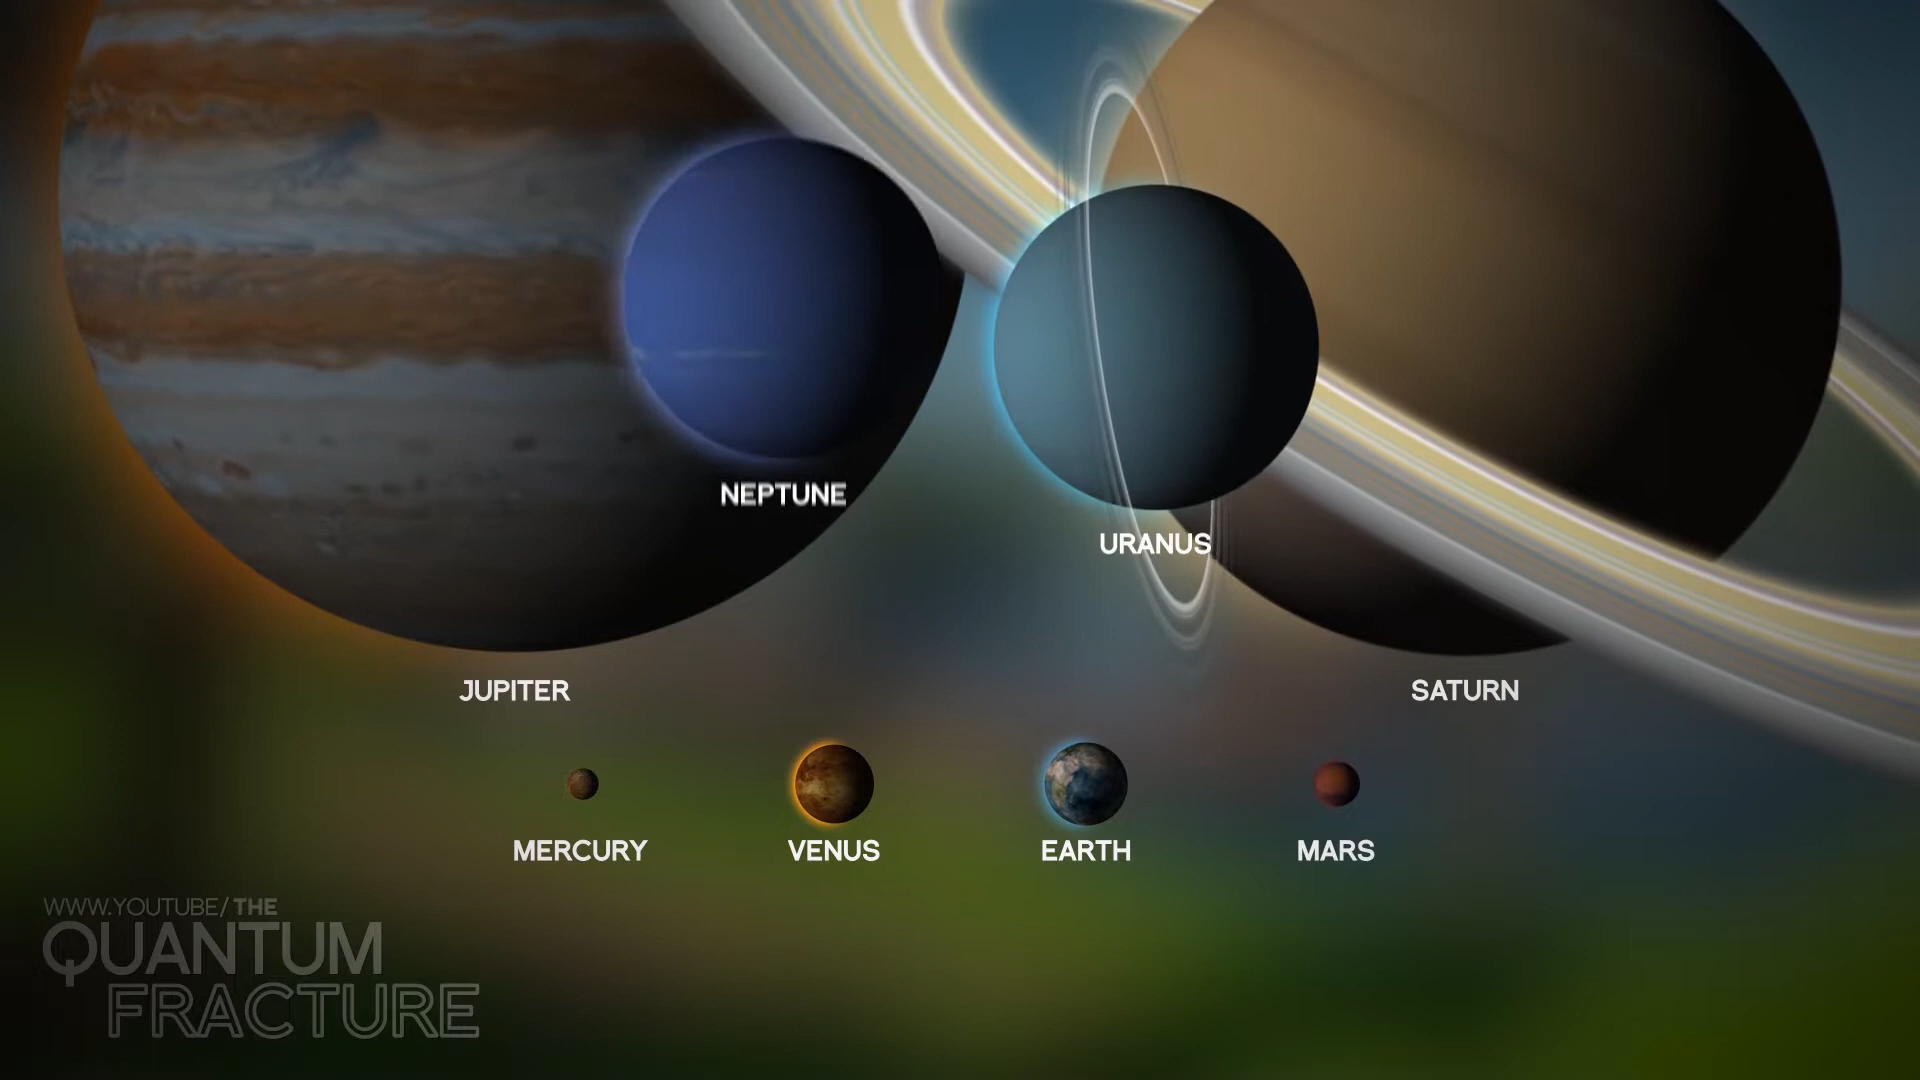 NEPTUNE
URANUS
JUPITER
SATURN
MERCURY
VENUS
EARTH
MARS
WWW.YOUTUBE/THE
QUANTUM
FRACTURE